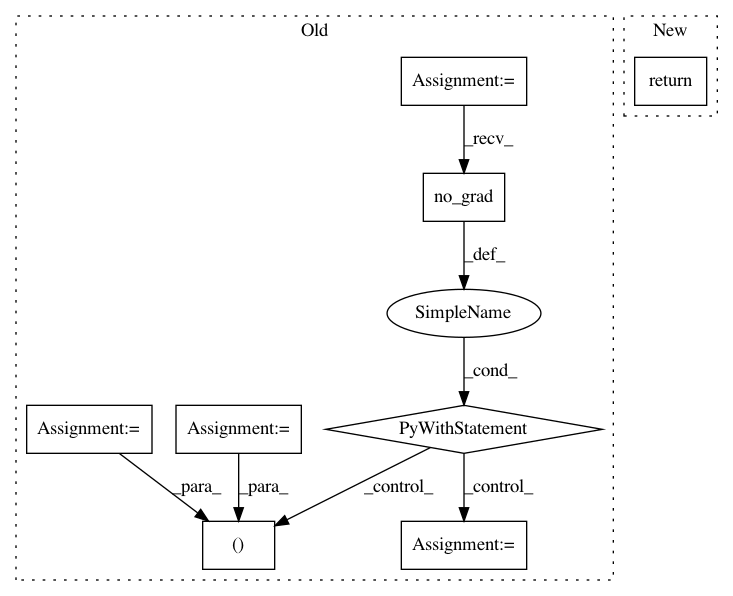 Old
New
Assignment:=
return
_recv_
no_grad
_def_
SimpleName
_cond_
Assignment:=
Assignment:=
PyWithStatement
_para_
_para_
_control_
_control_
()
Assignment:=